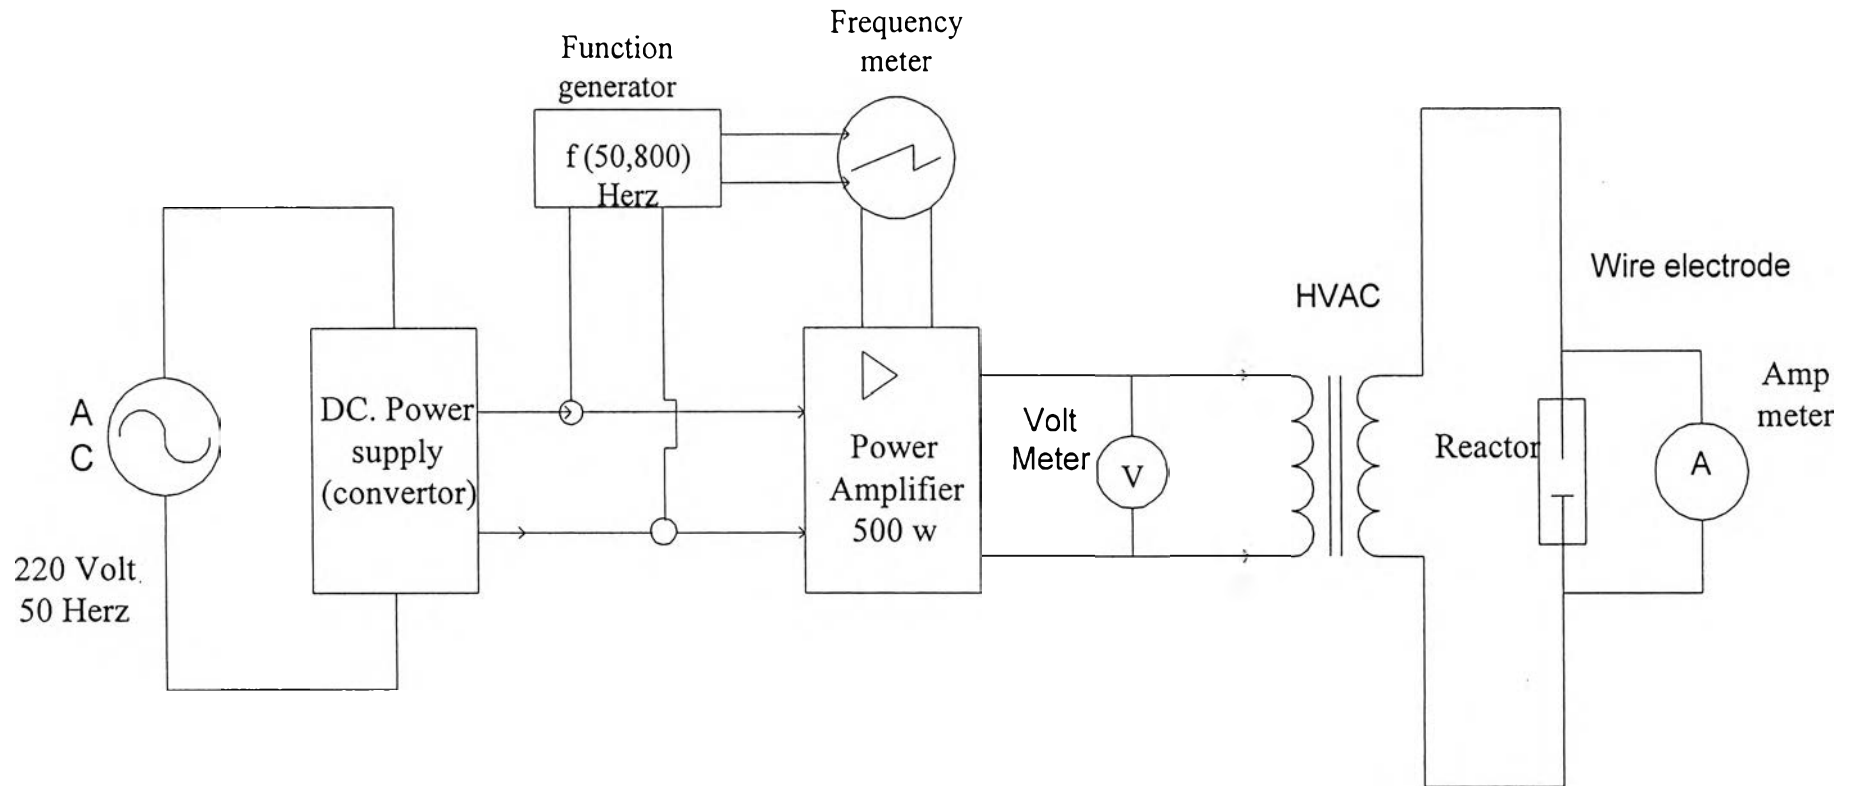 Frequency
meter
Function
generator
f (50,800)
Herz
A
C
220 Volt
50 Herz
DC. Power
supply
(convertor)
Power
Amplifier
500 w
Volt
Meter
V
HVAC
Wire electrode
Reactor
Amp
meter
A